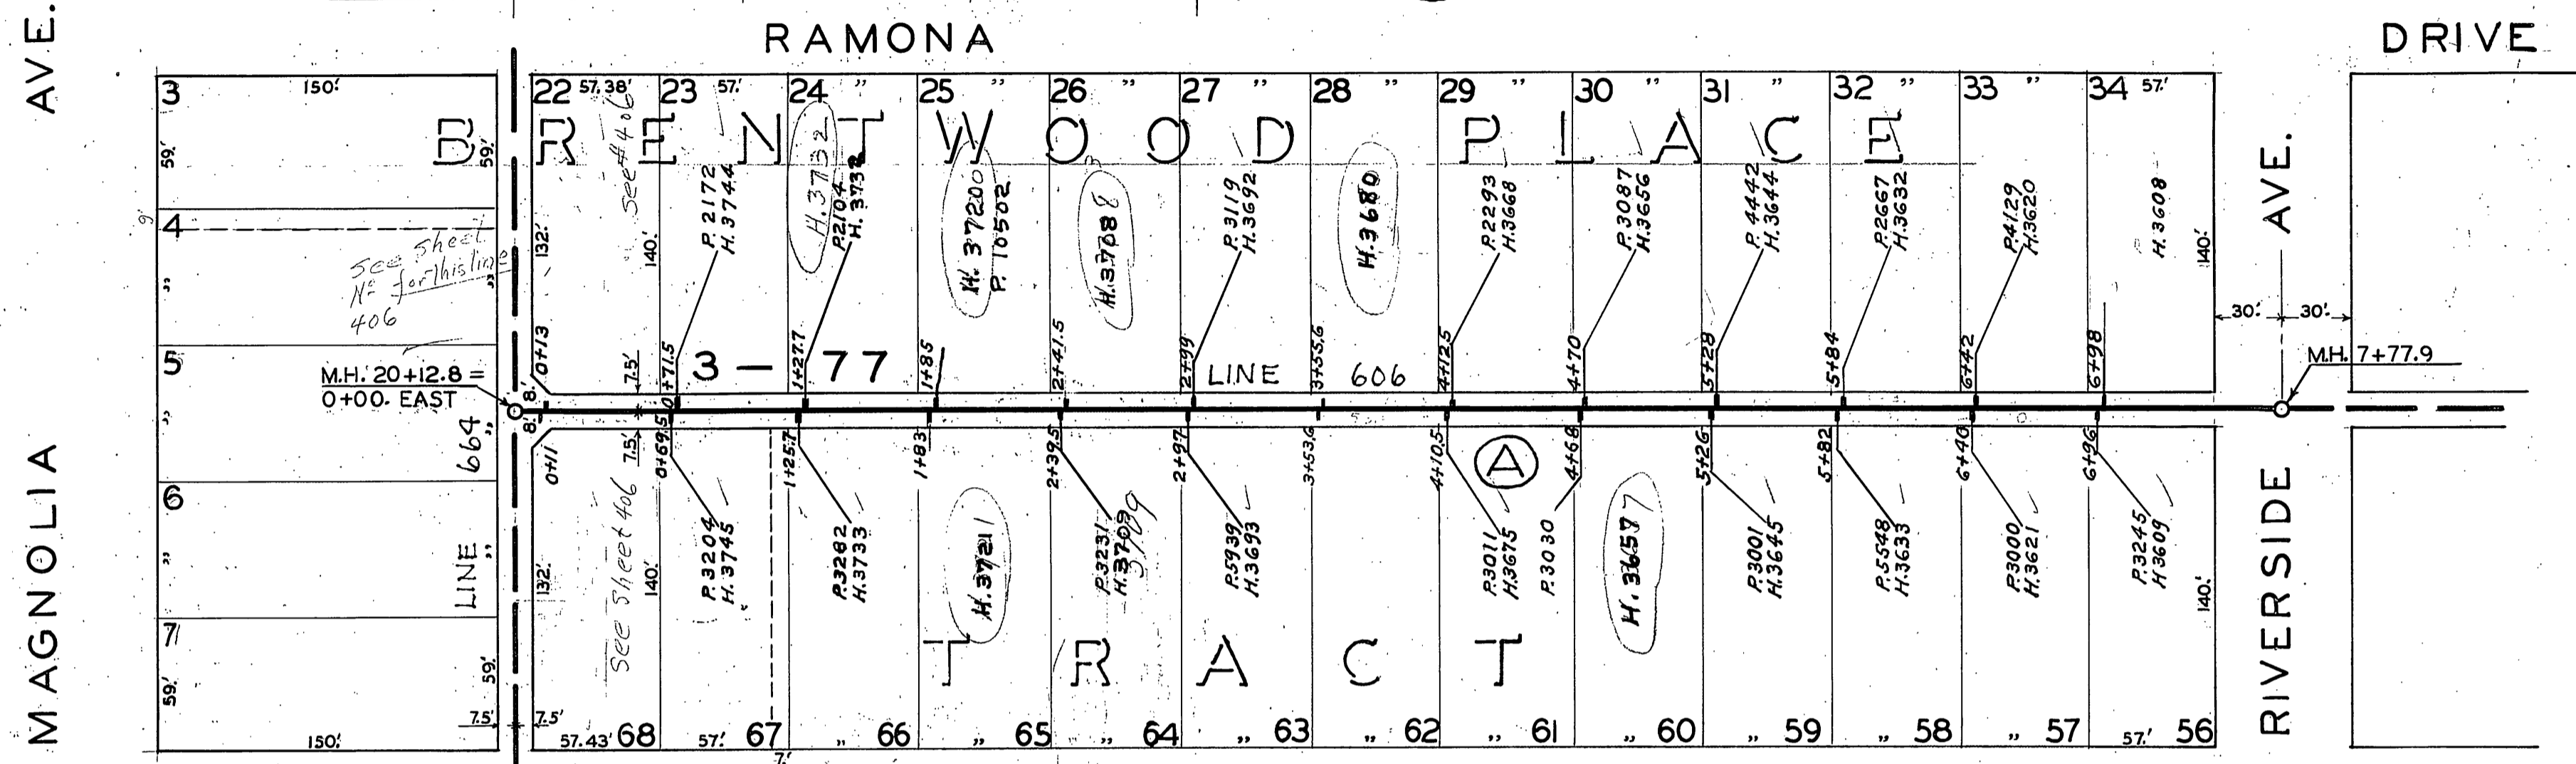 RAMONA
DRIVE
MAGNOLIA AVE.
RIVERSIDE AVE.
BRENTWOOD PLACE
TRACT
3 150'.
59'. 59'.
4
9'
5
6
7
59'. 59'.
7.5' 7.5'
150'.
see sheet
No for this line
406
M.H. 20+12.8 =
0+00. EAST
LINE 664
22 57.38'
23 57'.
24 "
25 "
26 "
27 "
28 "
29 "
30 "
31 "
32 "
33 "
34 57'.
see # 406
132'.
140'.
P. 2172
H. 3744
H. 3732
P. 2104
H. 3732
H. 37200
P. 10502
H. 3708 8
P. 3119
H. 3692
H. 3680
P. 2293
H. 3668
P. 3087
H. 3656
P. 4442
H. 3644
P. 2667
H. 3632
P. 4129
H. 3620
H. 3608
140'.
30'. 30'.
M.H. 7+77.9
0+13
0+71.5
1+27.7
1+85
2+41.5
2+99
3+55.6
4+12.5
4+70
5+28
5+84
6+42
6+98
8'. 7.5'
3 – 77
LINE 606
8' 7.5'
0+11
0+69.5
1+25.7
1+83
2+39.5
2+97
3+53.6
4+10.5
4+68
5+26
5+82
6+40
6+96
A
see sheet 406
132'.
140'.
P. 3204
H. 3745
P. 3282
H. 3733
H. 3721
P. 3231
H. 3709
3709
P. 5939
H. 3693
P. 3011
H. 3675
P. 3030
H. 3657 7
P. 3001
H. 3645
P. 5548
H. 3633
P. 3000
H. 3621
P. 3245
H 3609
140'.
57.43' 68
57'. 67
" 66
" 65
" 64
" 63
" 62
" 61
" 60
" 59
" 58
" 57
57'. 56
7'.